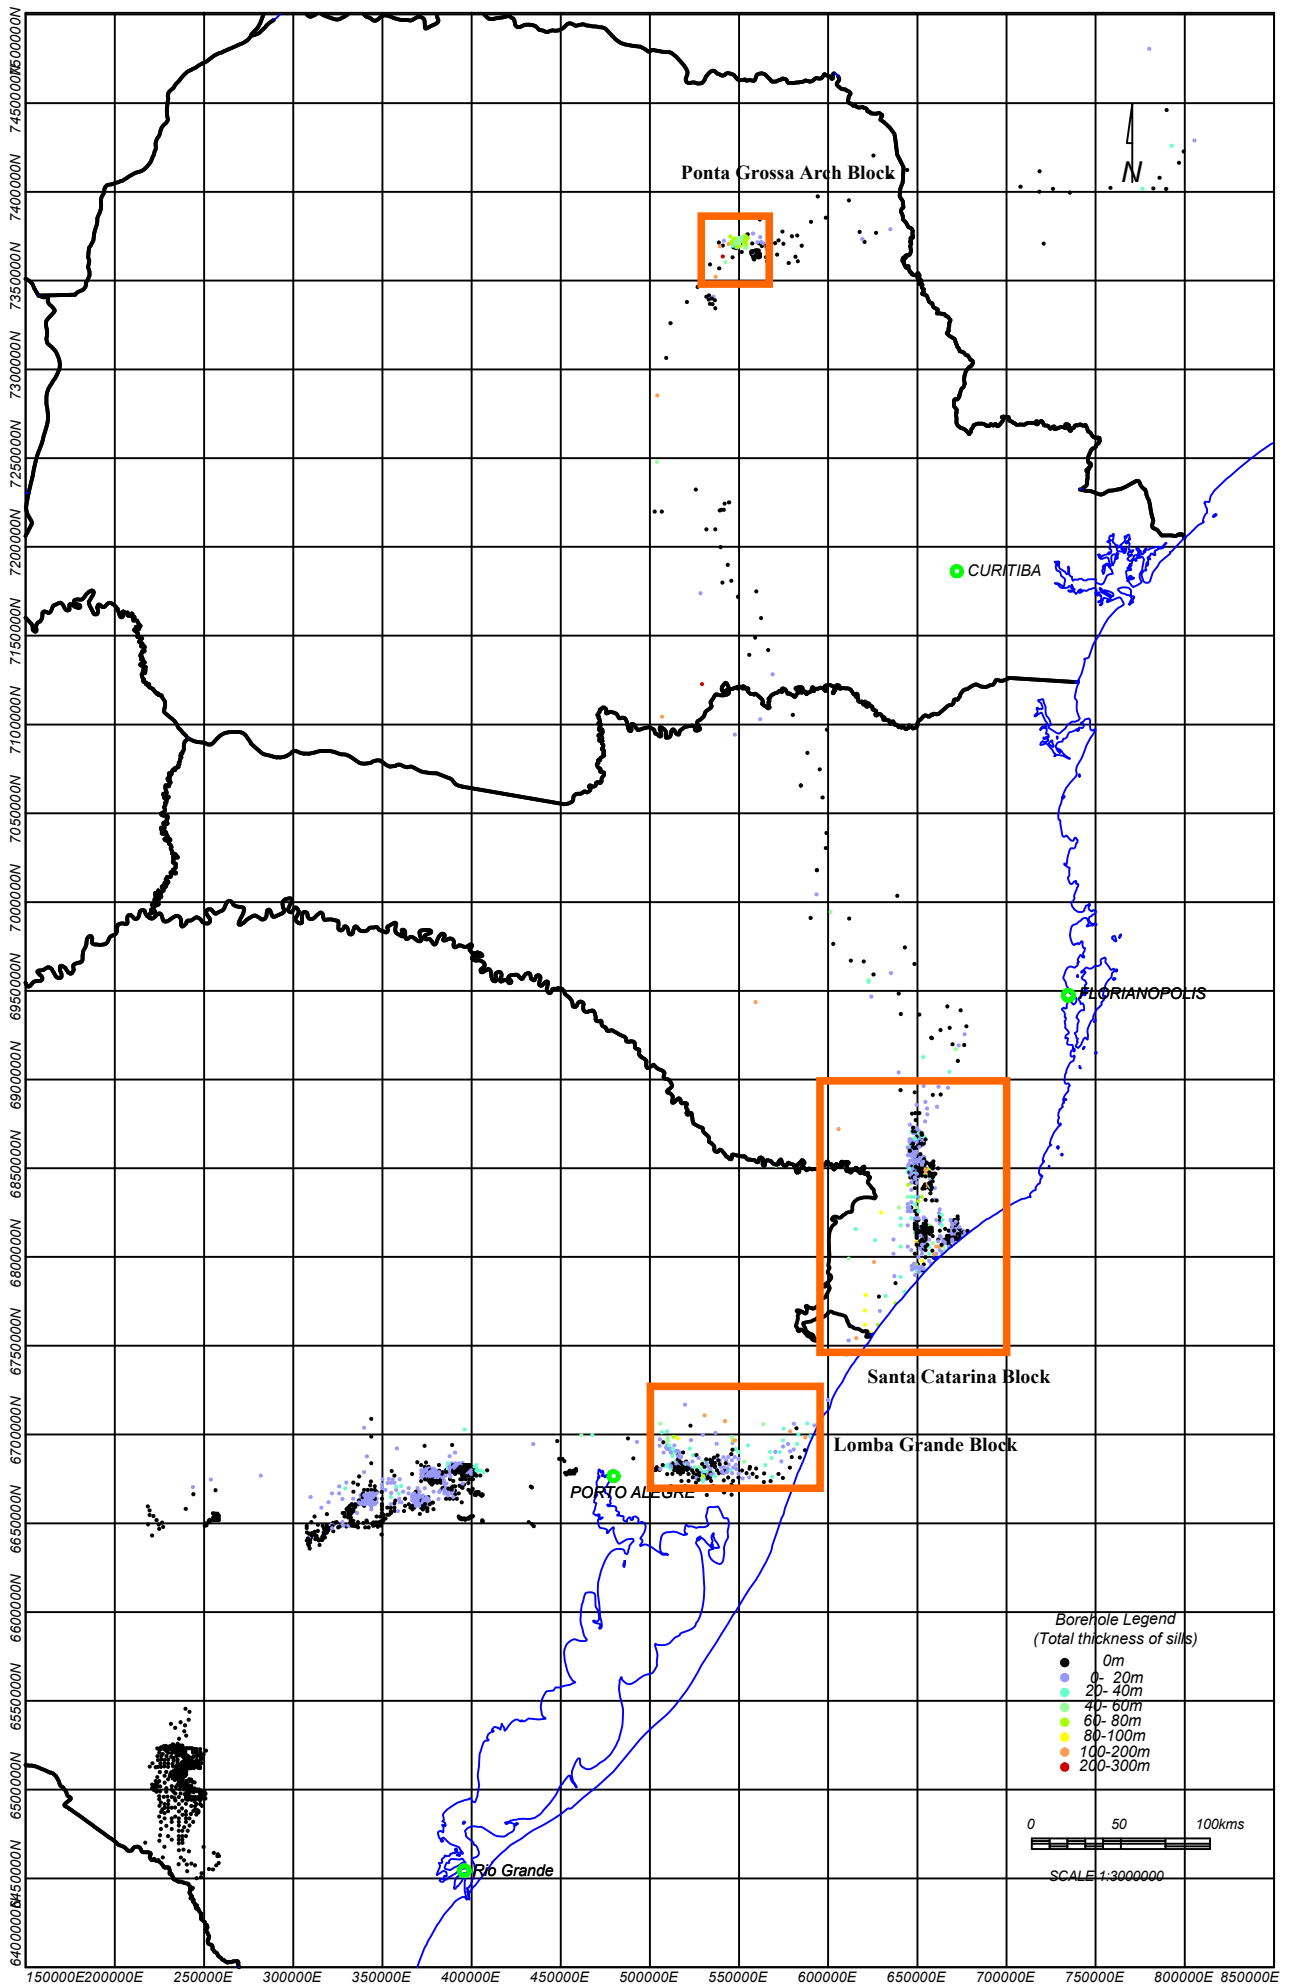 7500000N
7450000N
7400000N
7350000N
7300000N
7250000N
7200000N
7150000N
7100000N
7050000N
7000000N
6950000N
6900000N
6850000N
6800000N
6750000N
6700000N
6650000N
6600000N
6550000N
6500000N
6450000N
6400000N
N
Ponta Grossa Arch Block
CURITIBA
FLORIANOPOLIS
Santa Catarina Block
Lomba Grande Block
PORTO ALEGRE
Rio Grande
Borehole Legend
(Total thickness of sills)
0m
0- 20m
20- 40m
40- 60m
60- 80m
80-100m
100-200m
200-300m
0 50 100kms
SCALE 1:3000000
150000E 200000E 250000E 300000E 350000E 400000E 450000E 500000E 550000E 600000E 650000E 700000E 750000E 800000E 850000E